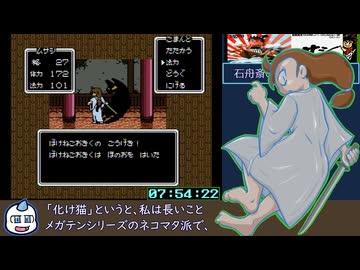 ムサシ
格 27
体力 172
法力 101
こまんど
たたかう
法力
どうぐ
にげる
ばけねこおきくの こうげき!
ばけねこおきくは ほのおを はいた
石舟斎
07:54:22
「化け猫」というと、私は長いこと
メガテンシリーズのネコマタ派で、